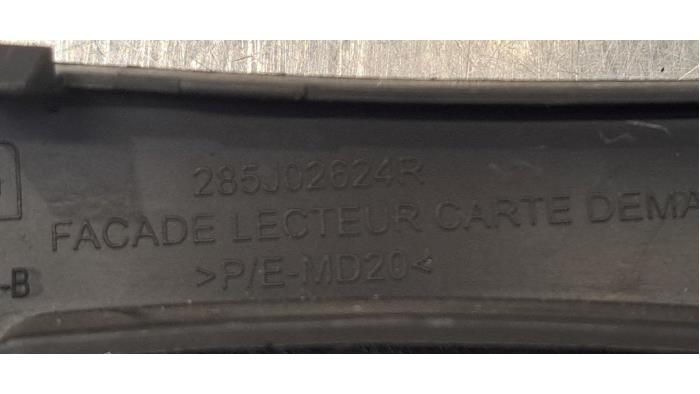 285J02624R
FACADE LECTEUR CARTE DEMA
>P/E-MD20<
-B